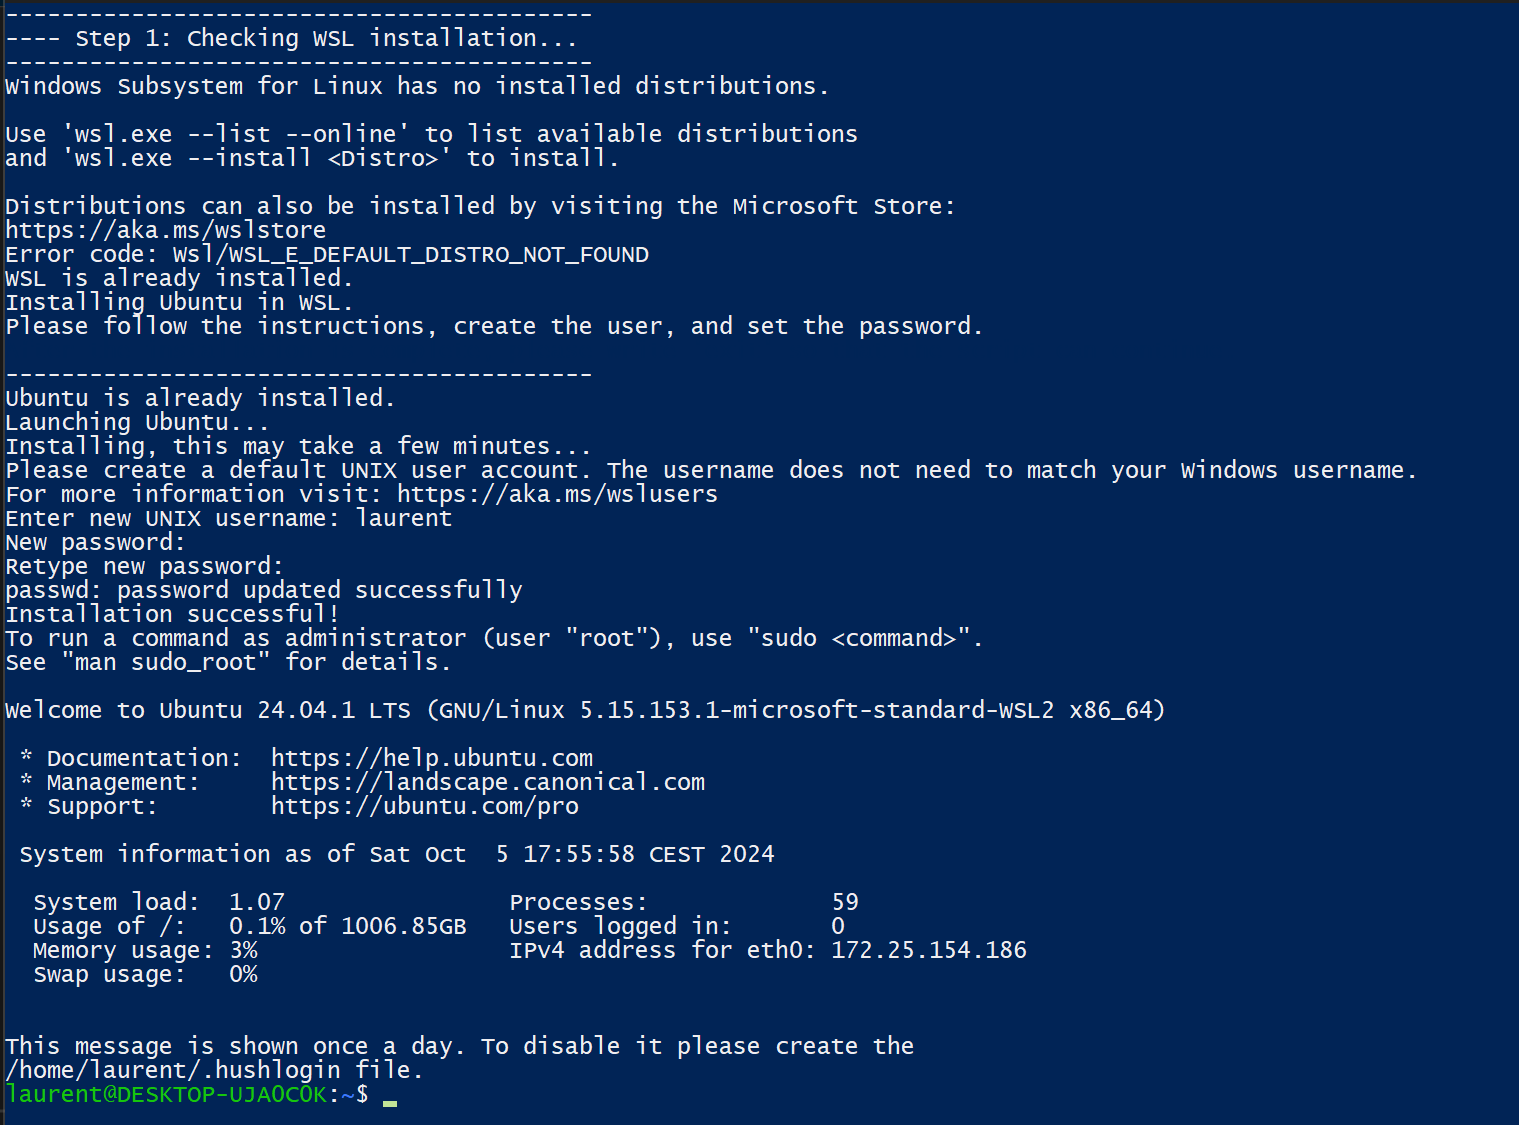 ------------------------------------------
---- Step 1: Checking WSL installation...
------------------------------------------
Windows Subsystem for Linux has no installed distributions.

Use 'wsl.exe --list --online' to list available distributions
and 'wsl.exe --install <Distro>' to install.

Distributions can also be installed by visiting the Microsoft Store:
https://aka.ms/wslstore
Error code: Wsl/WSL_E_DEFAULT_DISTRO_NOT_FOUND
WSL is already installed.
Installing Ubuntu in WSL.
Please follow the instructions, create the user, and set the password.

------------------------------------------
Ubuntu is already installed.
Launching Ubuntu...
Installing, this may take a few minutes...
Please create a default UNIX user account. The username does not need to match your Windows username.
For more information visit: https://aka.ms/wslusers
Enter new UNIX username: laurent
New password:
Retype new password:
passwd: password updated successfully
Installation successful!
To run a command as administrator (user "root"), use "sudo <command>".
See "man sudo_root" for details.

Welcome to Ubuntu 24.04.1 LTS (GNU/Linux 5.15.153.1-microsoft-standard-WSL2 x86_64)

 * Documentation:  https://help.ubuntu.com
 * Management:     https://landscape.canonical.com
 * Support:        https://ubuntu.com/pro

 System information as of Sat Oct  5 17:55:58 CEST 2024

  System load:  1.07                Processes:             59
  Usage of /:   0.1% of 1006.85GB   Users logged in:       0
  Memory usage: 3%                  IPv4 address for eth0: 172.25.154.186
  Swap usage:   0%


This message is shown once a day. To disable it please create the
/home/laurent/.hushlogin file.
laurent@DESKTOP-UJA0C0K:~$